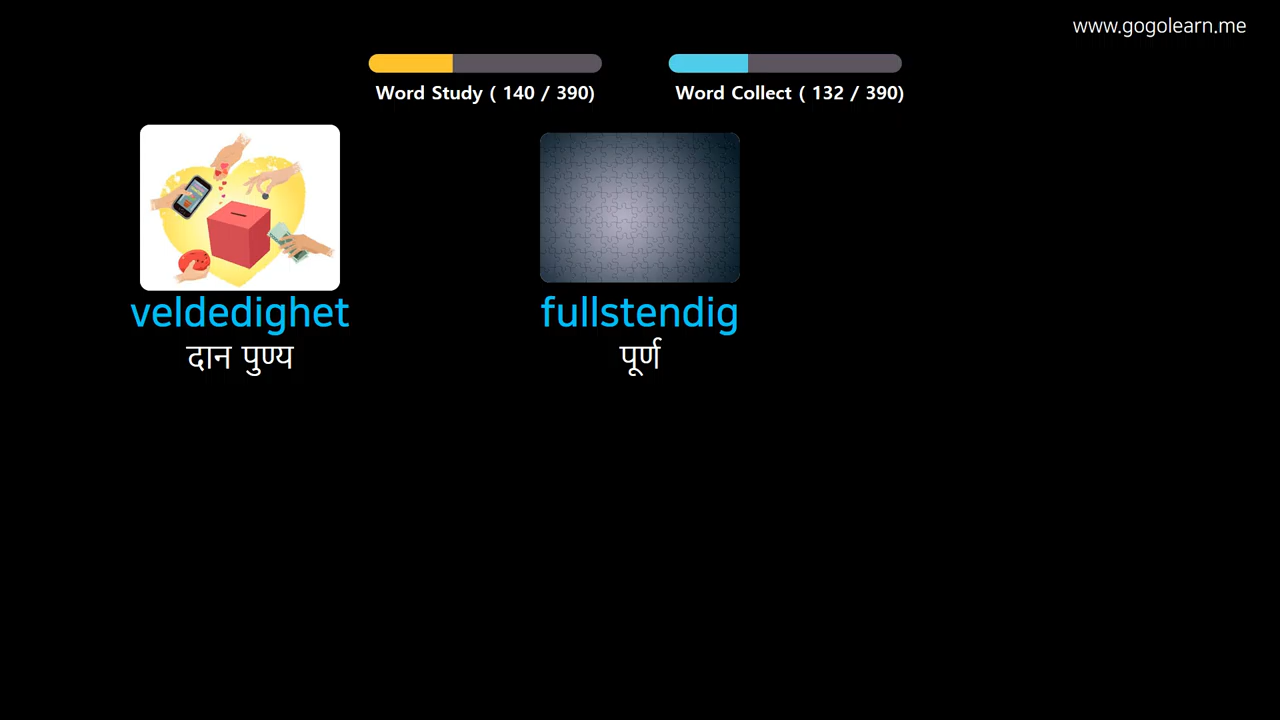 www.gogolearn.me
Word Study ( 140 / 390)
Word Collect ( 132 / 390)
veldedighet
दान पुण्य
fullstendig
पूर्ण